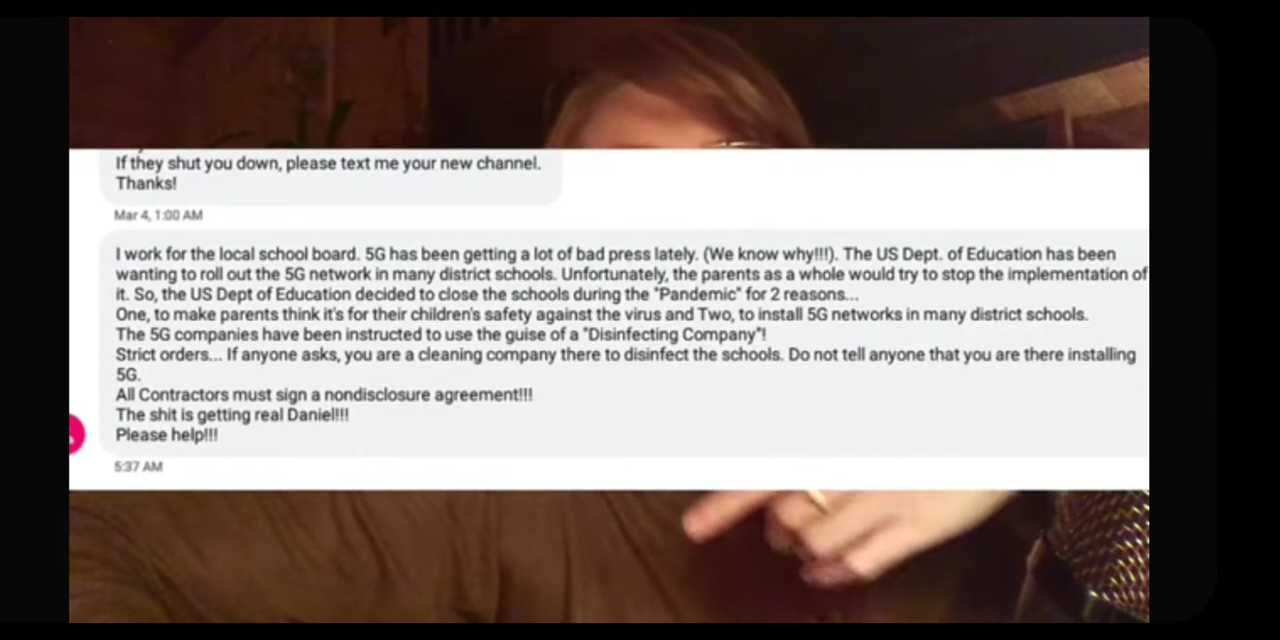 If they shut you down, please text me your new channel.
Thanks!
Mar 4, 1:00 AM
I work for the local school board. 5G has been getting a lot of bad press lately. (We know why!!!). The US Dept. of Education has been
wanting to roll out the 5G network in many district schools. Unfortunately, the parents as a whole would try to stop the implementation of
it. So, the US Dept of Education decided to close the schools during the "Pandemic" for 2 reasons...
One, to make parents think it's for their children's safety against the virus and Two, to install 5G networks in many district schools.
The 5G companies have been instructed to use the guise of a "Disinfecting Company"!
Strict orders... If anyone asks, you are a cleaning company there to disinfect the schools. Do not tell anyone that you are there installing
5G.
All Contractors must sign a nondisclosure agreement!!!
The shit is getting real Daniel!!!
Please help!!!
5:37 AM